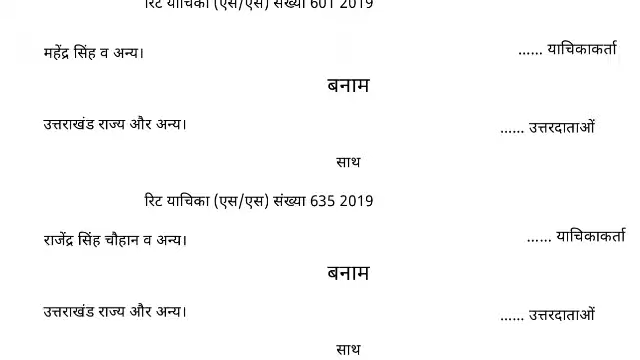 रिट याचिका (एस/एस) संख्या 601 2019
महेंद्र सिंह व अन्य। ...... याचिकाकर्ता
बनाम
उत्तराखंड राज्य और अन्य। ...... उत्तरदाताओं
साथ
रिट याचिका (एस/एस) संख्या 635 2019
राजेंद्र सिंह चौहान व अन्य। ...... याचिकाकर्ता
बनाम
उत्तराखंड राज्य और अन्य। ...... उत्तरदाताओं
साथ